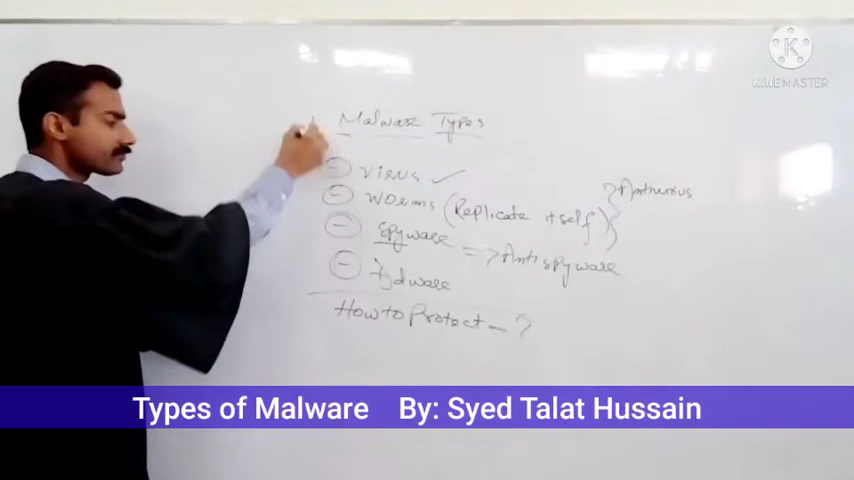 KINEMASTER
Malware Types
virus ✓
worms (Replicate itself) } Antivirus
spyware => Anti spyware
Adware
How to Protect - ?
Types of Malware By: Syed Talat Hussain